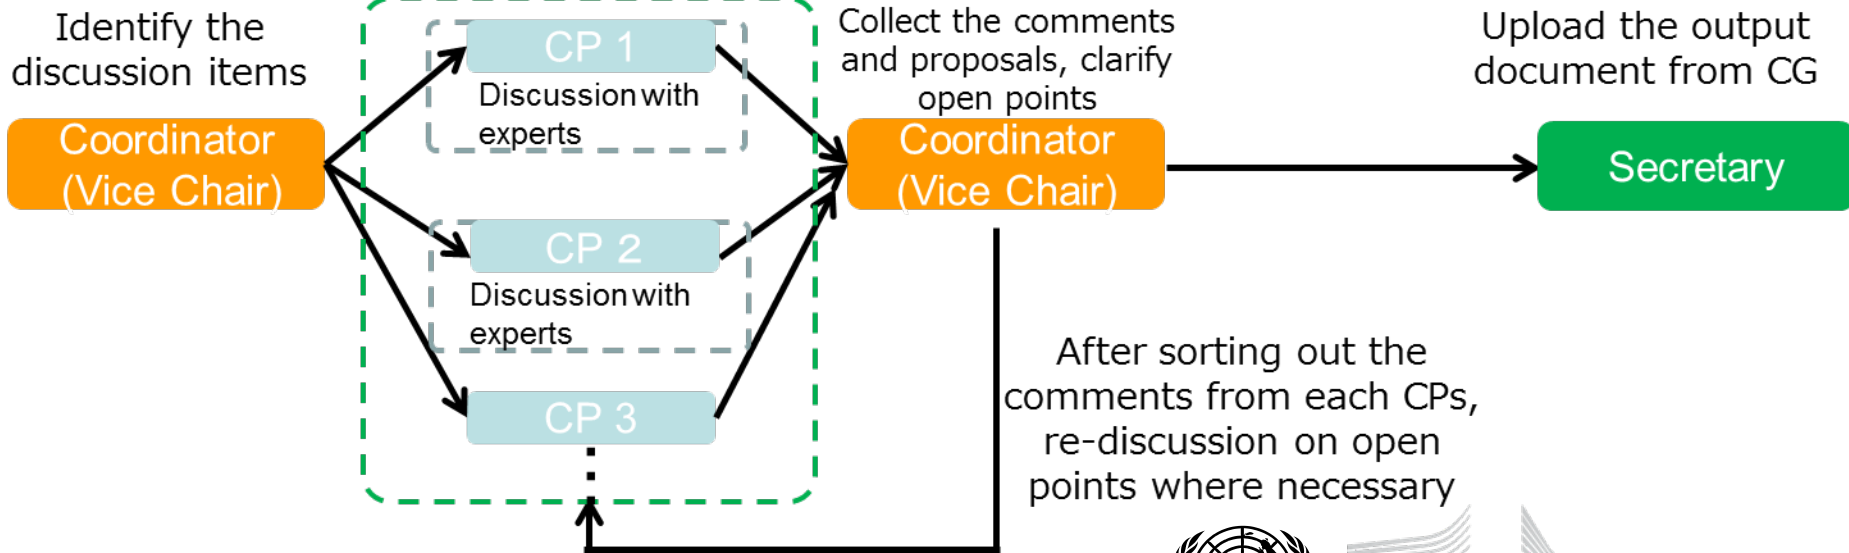 Identify the
discussion items
Coordinator
(Vice Chair)
CP 1
Discussion with
experts
CP 2
Discussion with
experts
CP 3
Collect the comments
and proposals, clarify
open points
Coordinator
(Vice Chair)
After sorting out the
comments from each CPs,
re-discussion on open
points where necessary
Upload the output
document from CG
Secretary